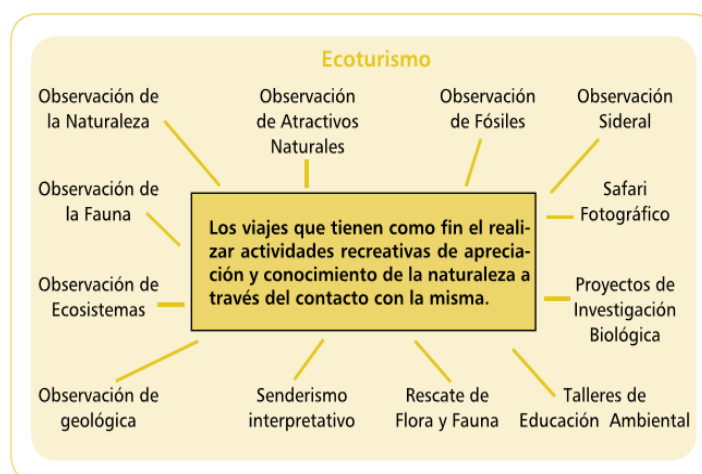 Ecoturismo
Observación de
la Naturaleza
Observación
de Atractivos
Naturales
Observación
de Fósiles
Observación
Sideral
Observación de
la Fauna
Safari
Fotográfico
Los viajes que tienen como fin el reali-
zar actividades recreativas de aprecia-
ción y conocimiento de la naturaleza a
través del contacto con la misma.
Observación de
Ecosistemas
Proyectos de
Investigación
Biológica
Observación de
geológica
Senderismo
interpretativo
Rescate de
Flora y Fauna
Talleres de
Educación Ambiental